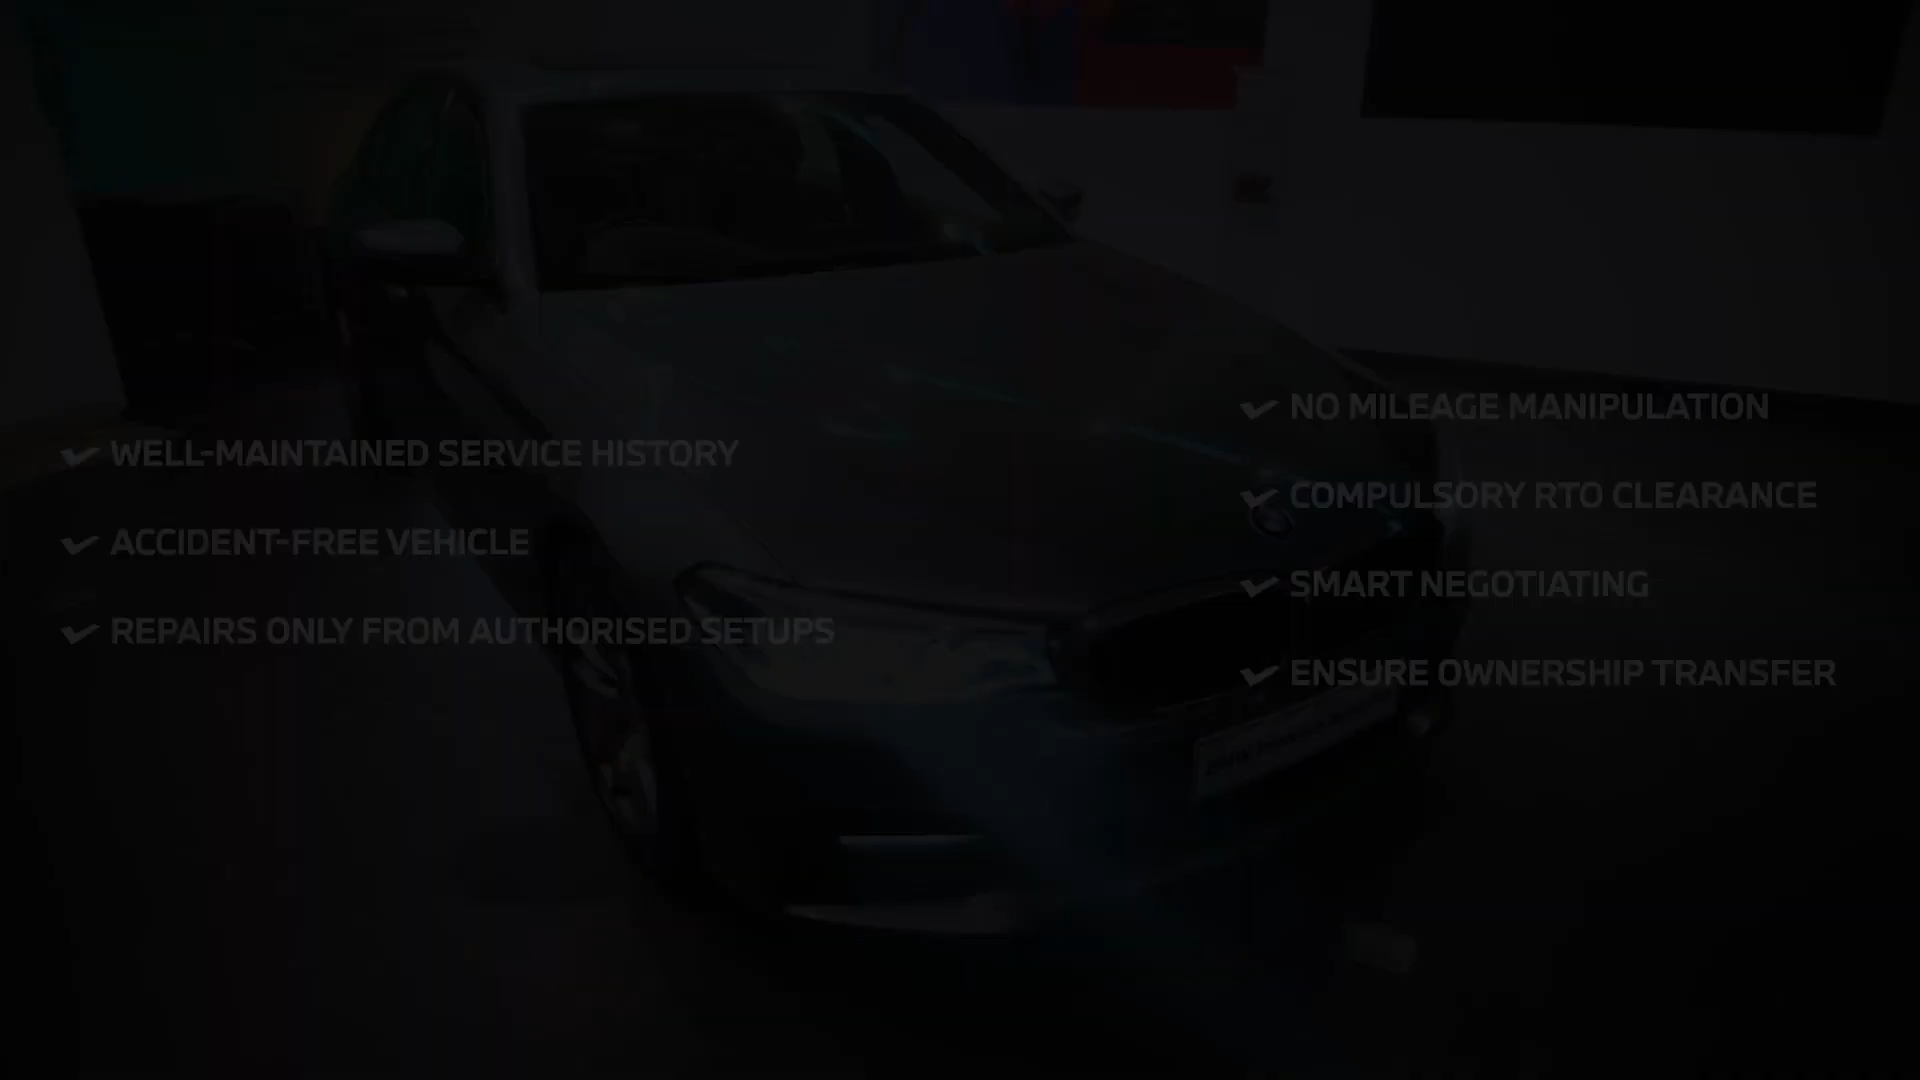 WELL-MAINTAINED SERVICE HISTORY
ACCIDENT-FREE VEHICLE
REPAIRS ONLY FROM AUTHORISED SETUPS
NO MILEAGE MANIPULATION
COMPULSORY RTO CLEARANCE
SMART NEGOTIATING
ENSURE OWNERSHIP TRANSFER